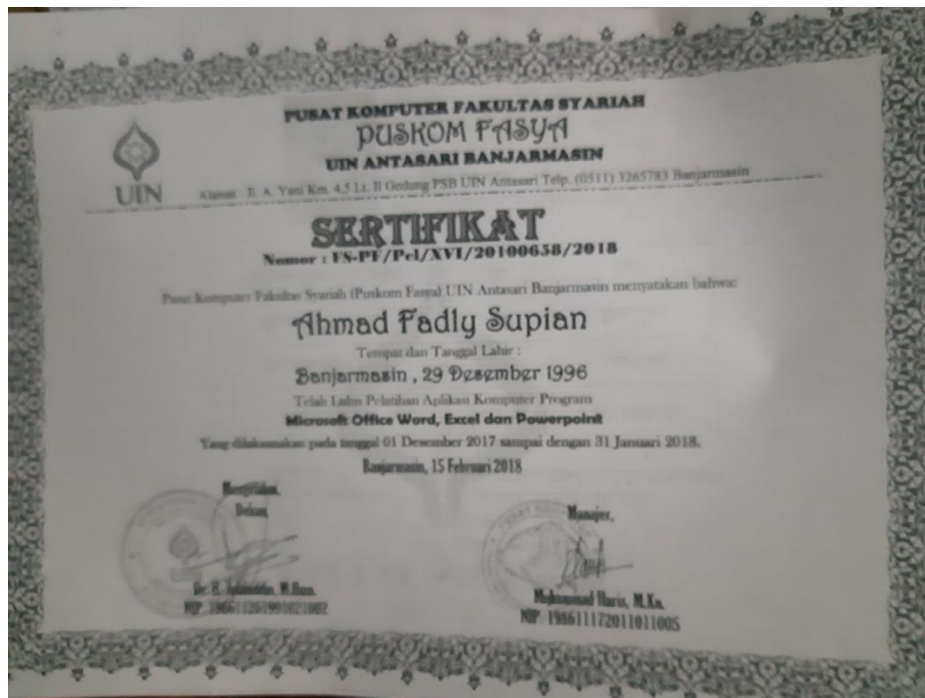 PUSAT KOMPUTER FAKULTAS SYARIAH
PUSKOM FASYA
UIN ANTASARI BANJARMASIN
UIN
Alamat : Jl. A. Yani Km. 4,5 Lt. II Gedung PSB UIN Antasari Telp. (0511) 3265783 Banjarmasin
SERTIFIKAT
Nomor : FS-PF/Pel/XVI/20100658/2018
Pusat Komputer Fakultas Syariah (Puskom Fasya) UIN Antasari Banjarmasin menyatakan bahwa:
Ahmad Fadly Supian
Tempat dan Tanggal Lahir :
Banjarmasin , 29 Desember 1996
Telah Lulus Pelatihan Aplikasi Komputer Program
Microsoft Office Word, Excel dan Powerpoint
Yang dilaksanakan pada tanggal 01 Desember 2017 sampai dengan 31 Januari 2018.
Banjarmasin, 15 Februari 2018
Mengetahui,
Dekan,
Manajer,
Dr. H. M.Hum.
Muhammad Haris, M.Kn.
NIP. 198611172011011005